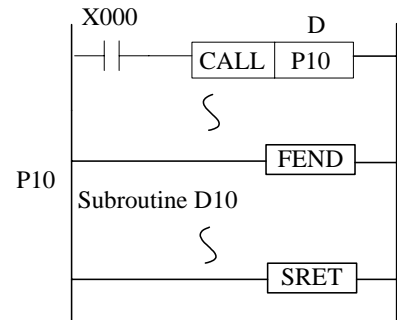 X000
D
CALL P10
FEND
P10
Subroutine D10
SRET